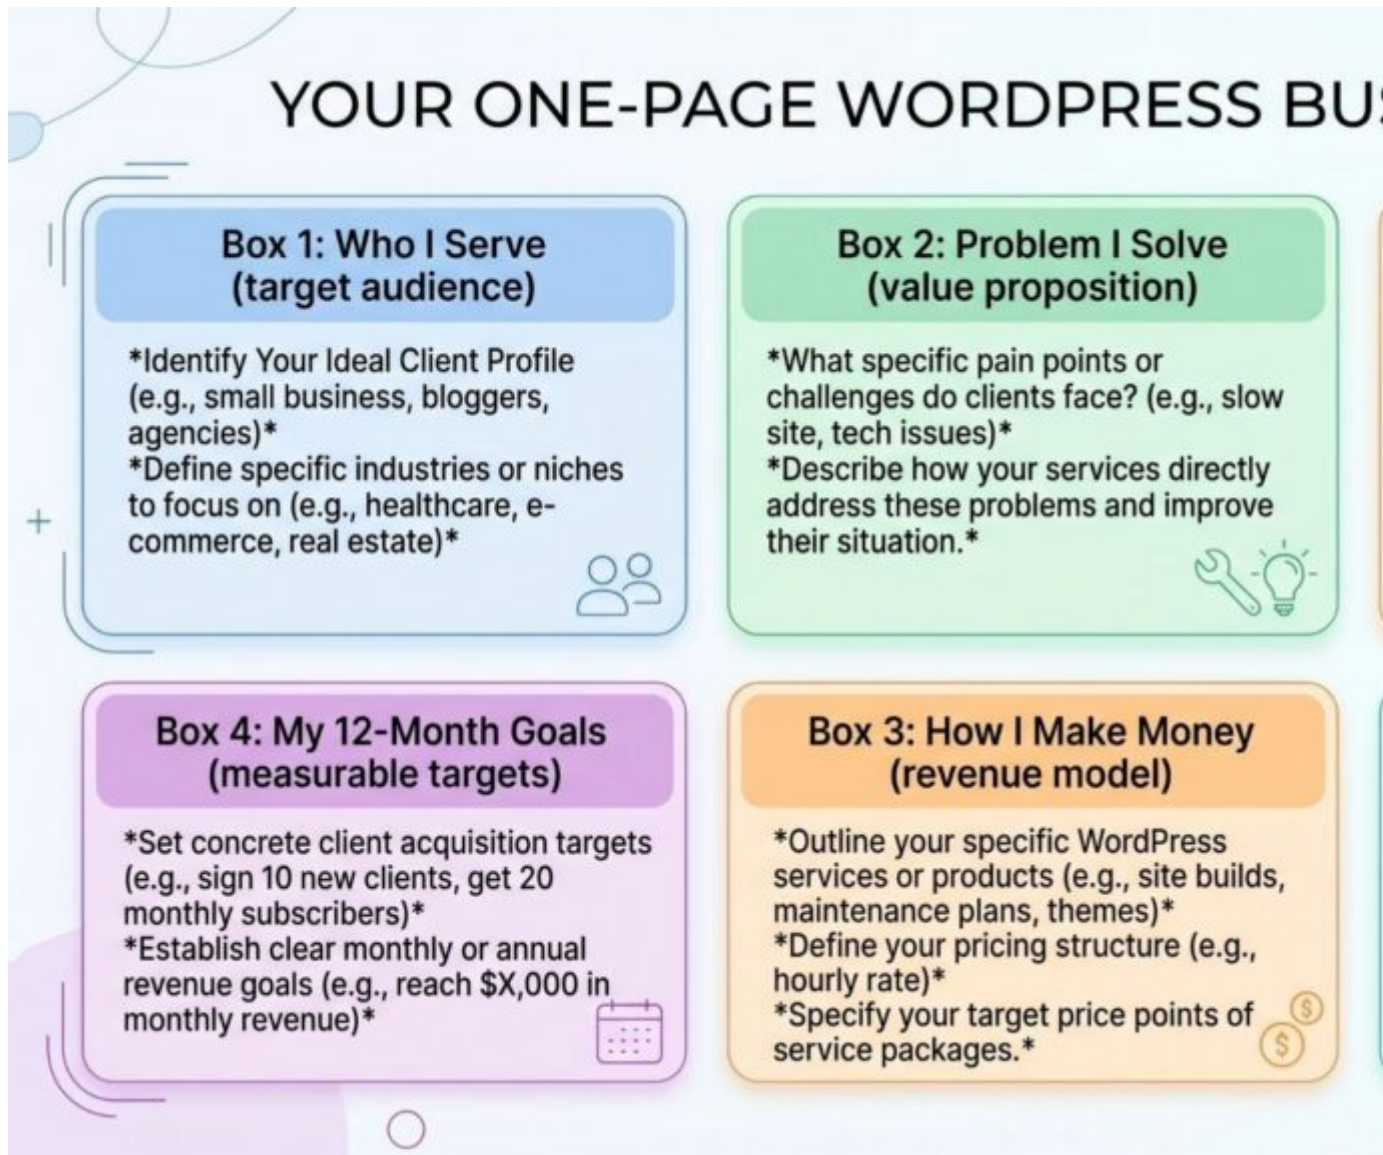 YOUR ONE-PAGE WORDPRESS BUS
Box 1: Who I Serve
(target audience)
*Identify Your Ideal Client Profile
(e.g., small business, bloggers,
agencies)*
*Define specific industries or niches
to focus on (e.g., healthcare, e-
commerce, real estate)*
Box 2: Problem I Solve
(value proposition)
*What specific pain points or
challenges do clients face? (e.g., slow
site, tech issues)*
*Describe how your services directly
address these problems and improve
their situation.*
Box 4: My 12-Month Goals
(measurable targets)
*Set concrete client acquisition targets
(e.g., sign 10 new clients, get 20
monthly subscribers)*
*Establish clear monthly or annual
revenue goals (e.g., reach $X,000 in
monthly revenue)*
Box 3: How I Make Money
(revenue model)
*Outline your specific WordPress
services or products (e.g., site builds,
maintenance plans, themes)*
*Define your pricing structure (e.g.,
hourly rate)*
*Specify your target price points of
service packages.*
$
$